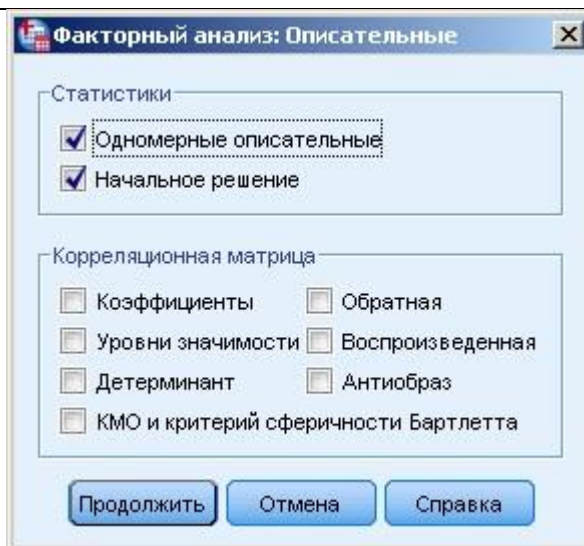 Факторный анализ: Описательные
Статистики
Одномерные описательные
Начальное решение
Корреляционная матрица
Коэффициенты Обратная
Уровни значимости Воспроизведенная
Детерминант Антиобраз
КМО и критерий сферичности Бартлетта
Продолжить Отмена Справка